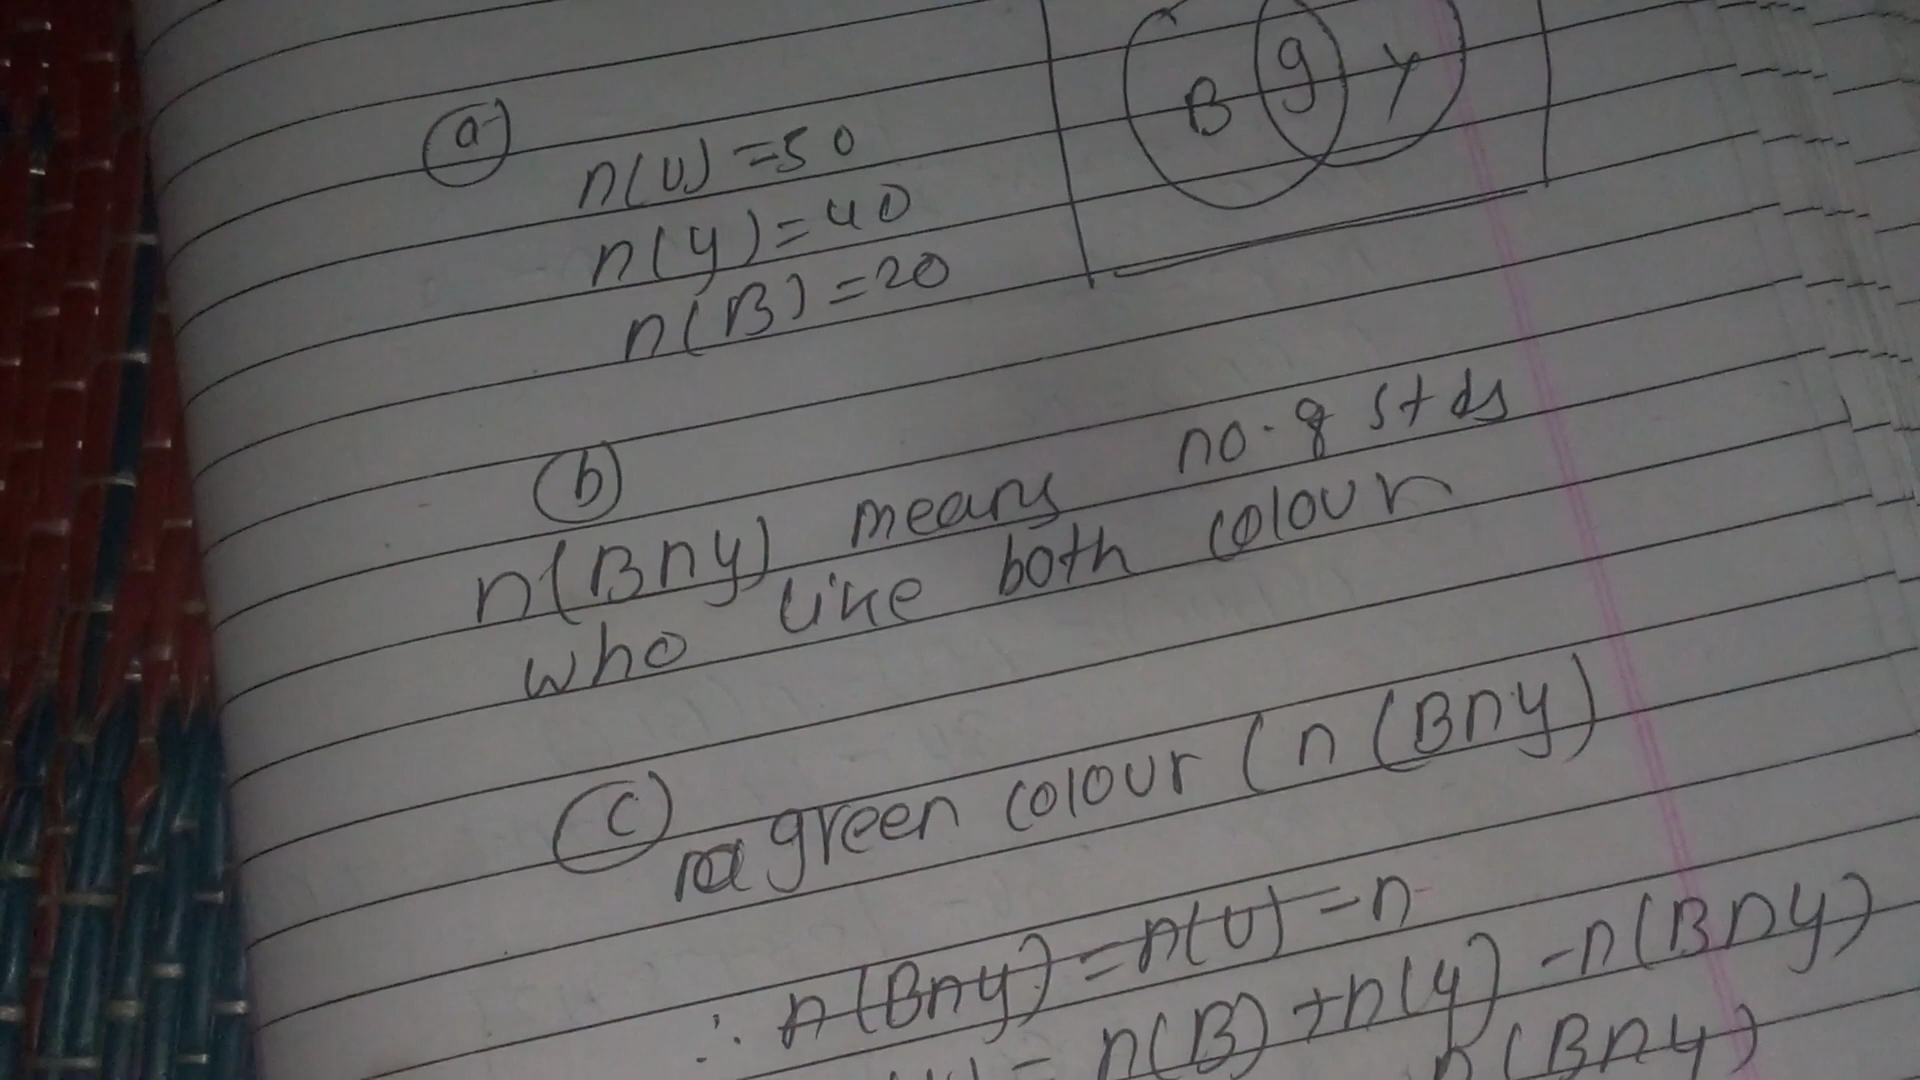 B g y
(a)
n(U) = 50
n(y) = 40
n(B) = 20
(b)
n(B∩y) means no. of stds
who like both colour
(c)
green colour (n(B∩y)
∴ n(B∩y) = n(U) = n
= n(B) + n(y) - n(B∩y)
n(B∩y)